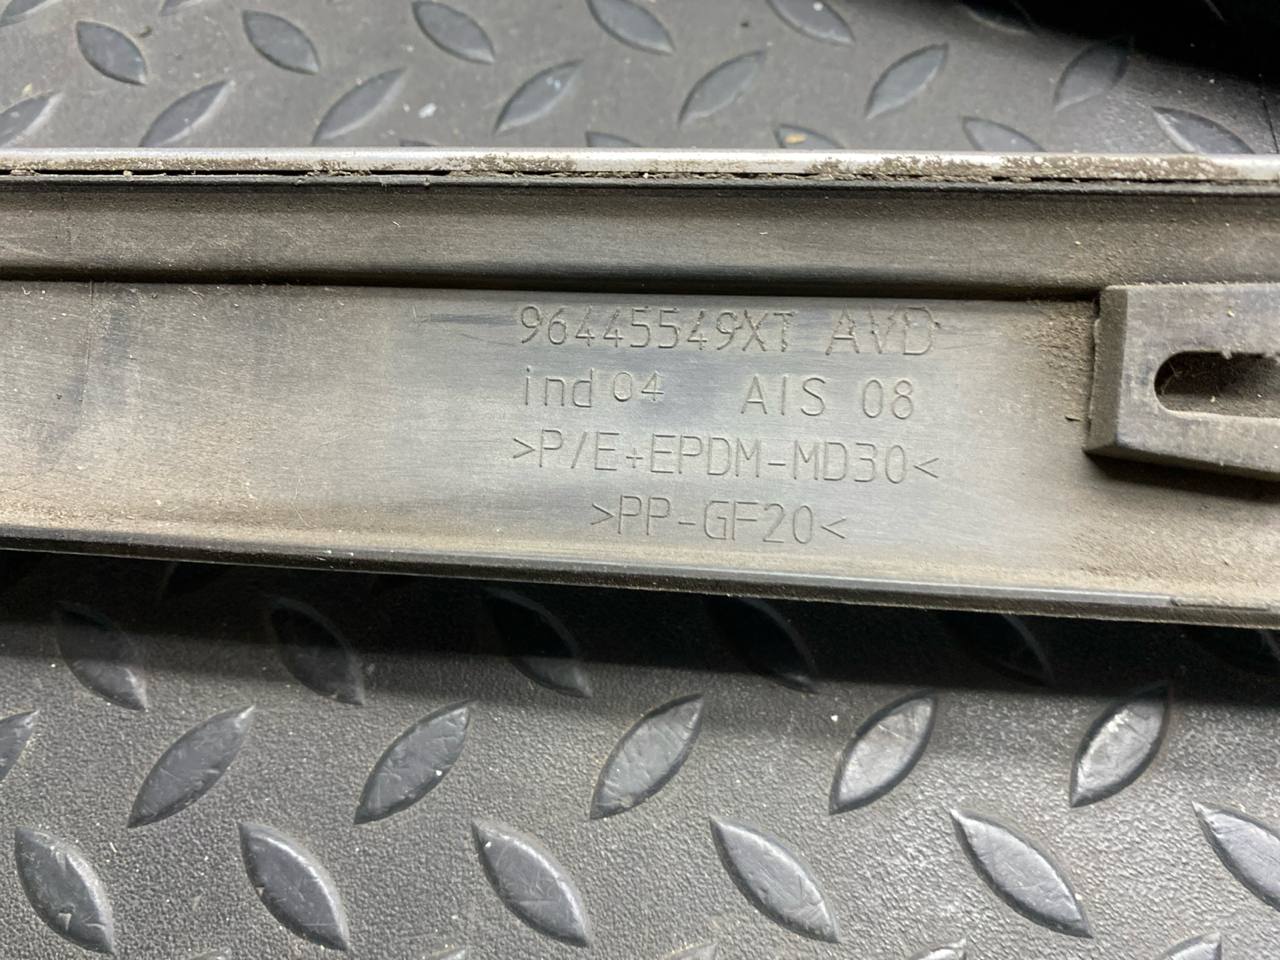 96445549XT AVD
ind 04 AIS 08
>P/E+EPDM-MD30<
>PP-GF20<